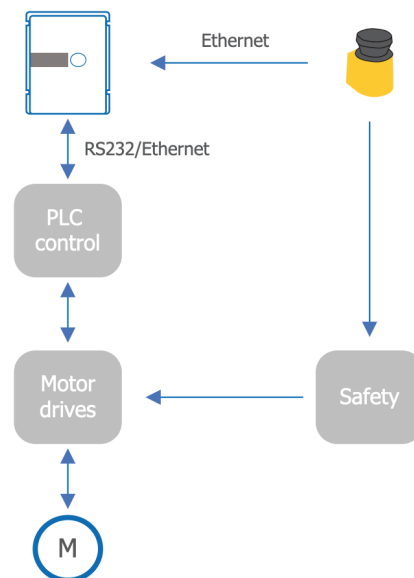 Ethernet
RS232/Ethernet
PLC
control
Motor
drives
Safety
M